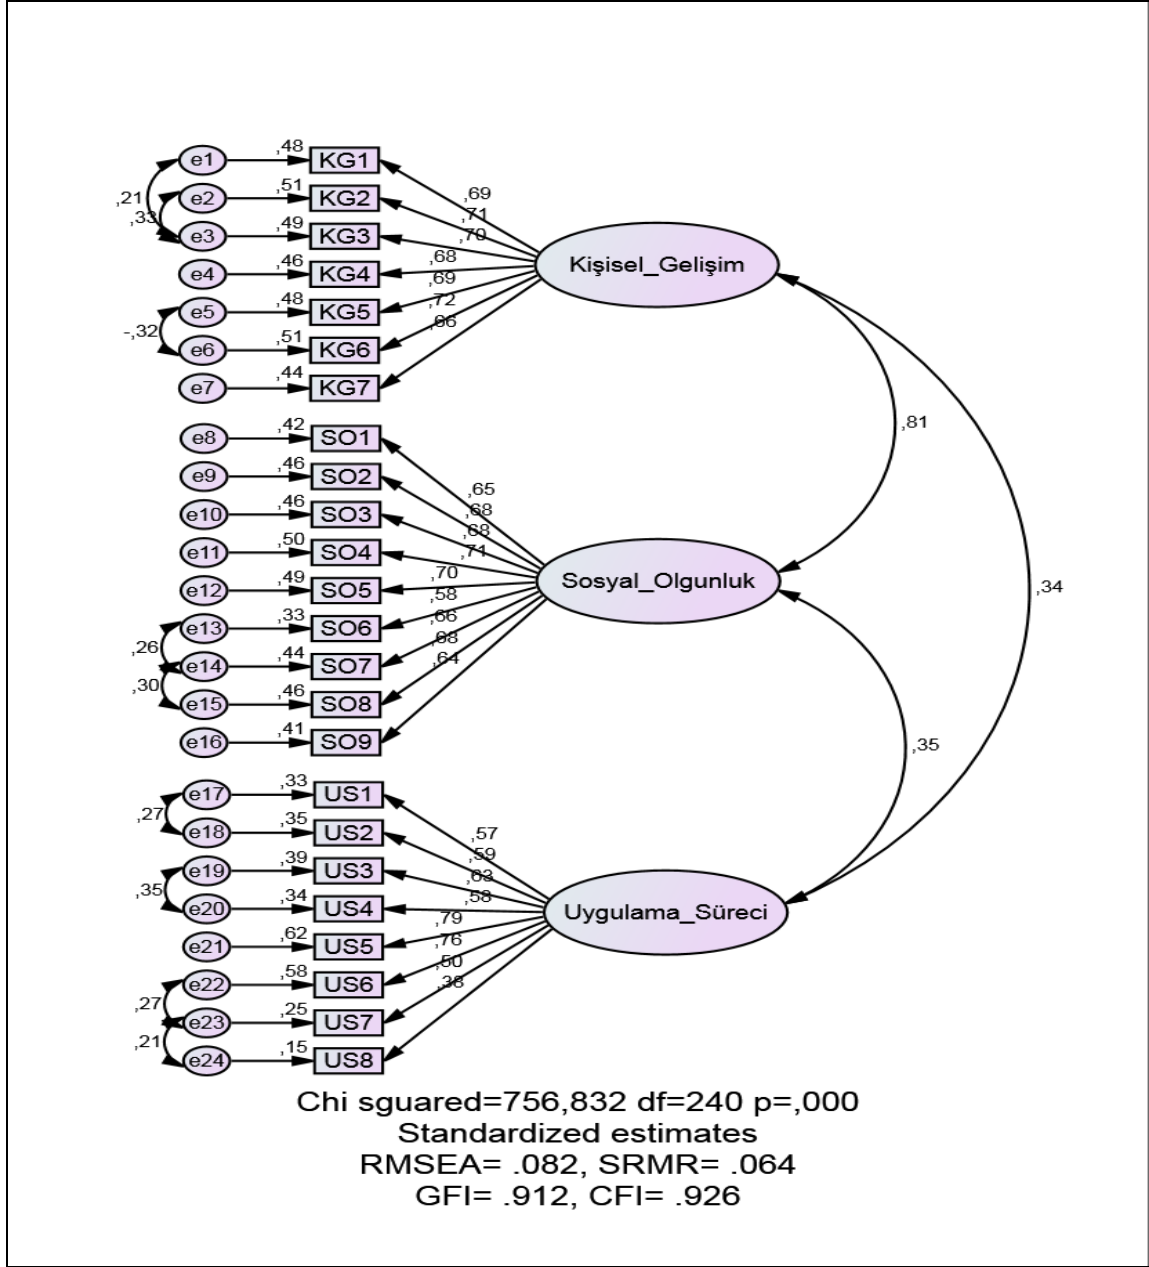 e1 ,48 KG1
,21
e2 ,51 KG2
,33
e3 ,49 KG3
e4 ,46 KG4
e5 ,48 KG5
-,32
e6 ,51 KG6
e7 ,44 KG7
,69
,71
,70
,68
,69
,72
,66
Kişisel_Gelişim
e8 ,42 SO1
e9 ,46 SO2
e10 ,46 SO3
e11 ,50 SO4
e12 ,49 SO5
e13 ,33 SO6
,26
e14 ,44 SO7
,30
e15 ,46 SO8
e16 ,41 SO9
,65
,68
,68
,71
,70
,58
,66
,68
,64
Sosyal_Olgunluk
,81
,34
,35
e17 ,33 US1
,27
e18 ,35 US2
e19 ,39 US3
,35
e20 ,34 US4
e21 ,62 US5
e22 ,58 US6
,27
e23 ,25 US7
,21
e24 ,15 US8
,57
,59
,63
,58
,79
,76
,50
,38
Uygulama_Süreci
Chi sguared=756,832 df=240 p=,000
Standardized estimates
RMSEA= .082, SRMR= .064
GFI= .912, CFI= .926